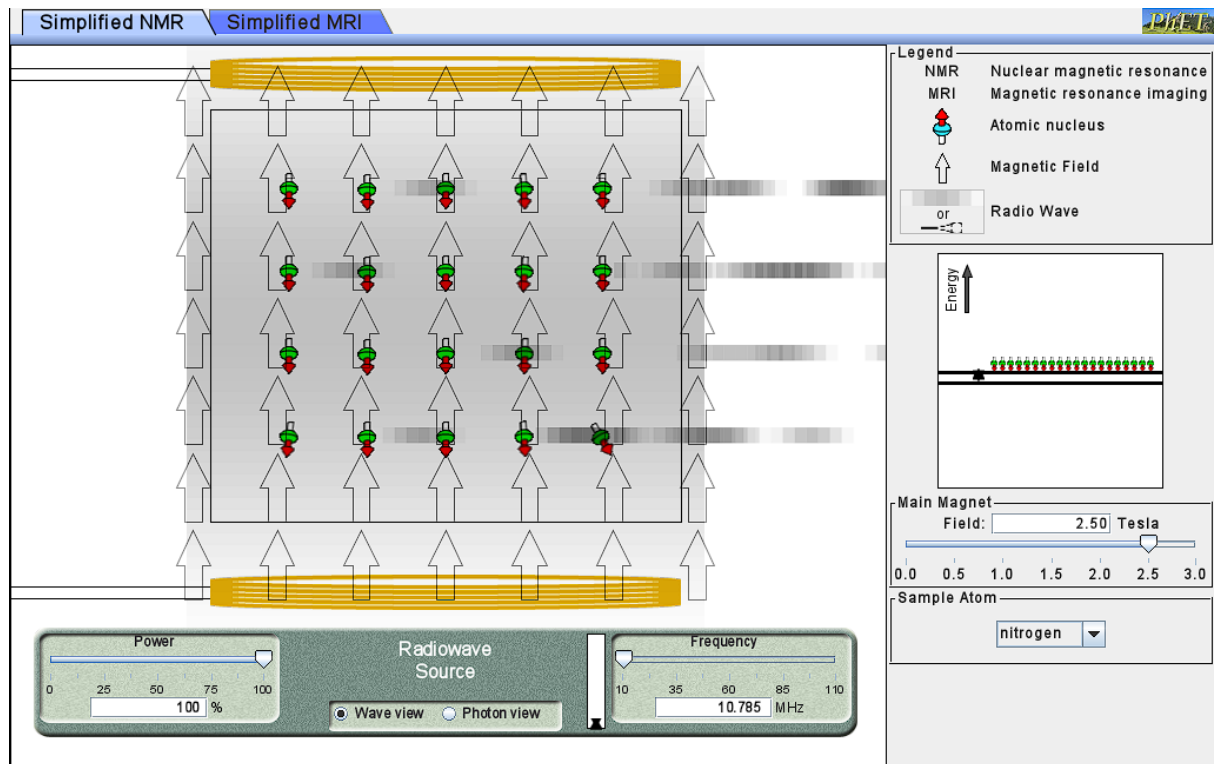 Simplified NMR Simplified MRI PhET
Legend
NMR Nuclear magnetic resonance
MRI Magnetic resonance imaging
Atomic nucleus
Magnetic Field
or
Radio Wave
Energy
Main Magnet
Field: 2.50 Tesla
0.0 0.5 1.0 1.5 2.0 2.5 3.0
Sample Atom
nitrogen
Power
0 25 50 75 100
100 %
Radiowave
Source
Wave view Photon view
Frequency
10 35 60 85 110
10.785 MHz